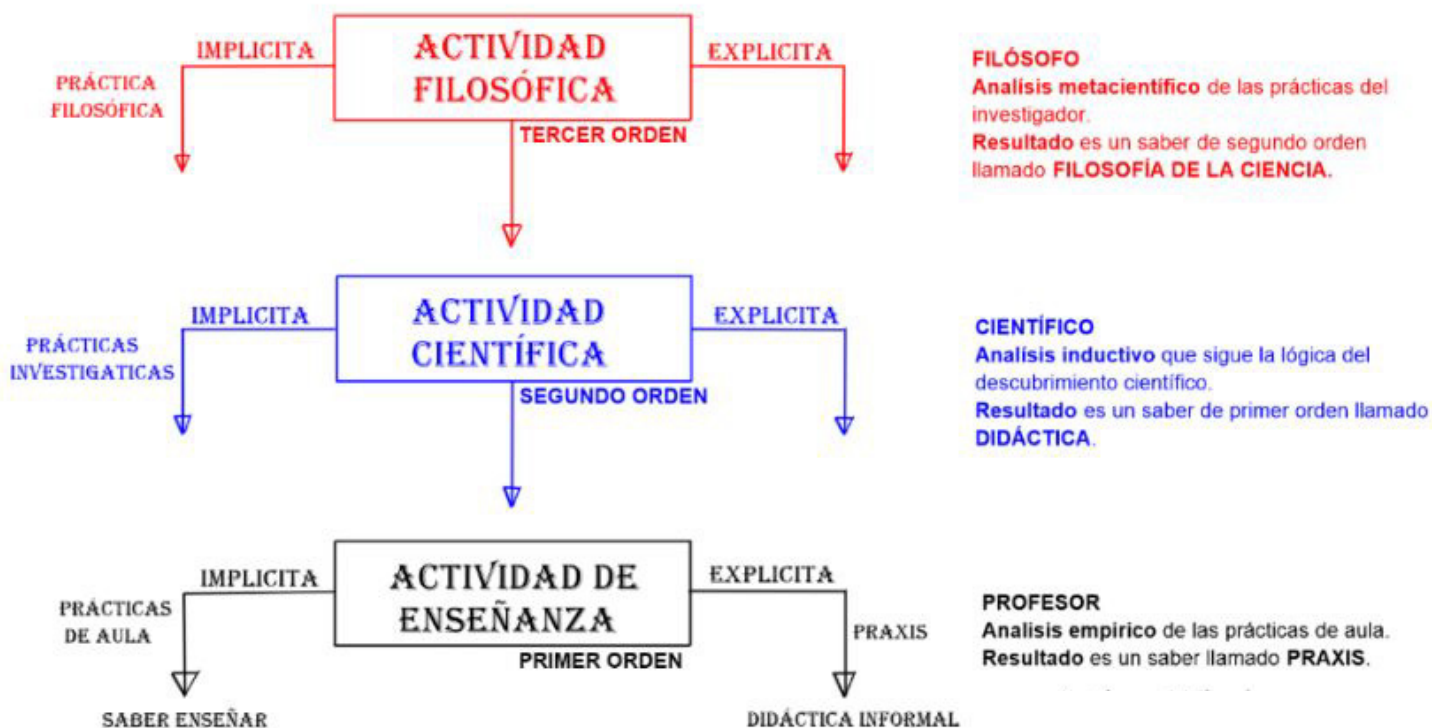 IMPLICITA
ACTIVIDAD
FILOSÓFICA
EXPLICITA
PRÁCTICA
FILOSÓFICA
TERCER ORDEN
FILÓSOFO
Analísis metacientífico de las prácticas del
investigador.
Resultado es un saber de segundo orden
llamado FILOSOFÍA DE LA CIENCIA.
IMPLICITA
ACTIVIDAD
CIENTÍFICA
EXPLICITA
PRÁCTICAS
INVESTIGATICAS
SEGUNDO ORDEN
CIENTÍFICO
Analísis inductivo que sigue la lógica del
descubrimiento científico.
Resultado es un saber de primer orden llamado
DIDÁCTICA.
IMPLICITA
ACTIVIDAD DE
ENSEÑANZA
EXPLICITA
PRÁCTICAS
DE AULA
PRAXIS
PRIMER ORDEN
PROFESOR
Analisis empirico de las prácticas de aula.
Resultado es un saber llamado PRAXIS.
SABER ENSEÑAR
DIDÁCTICA INFORMAL